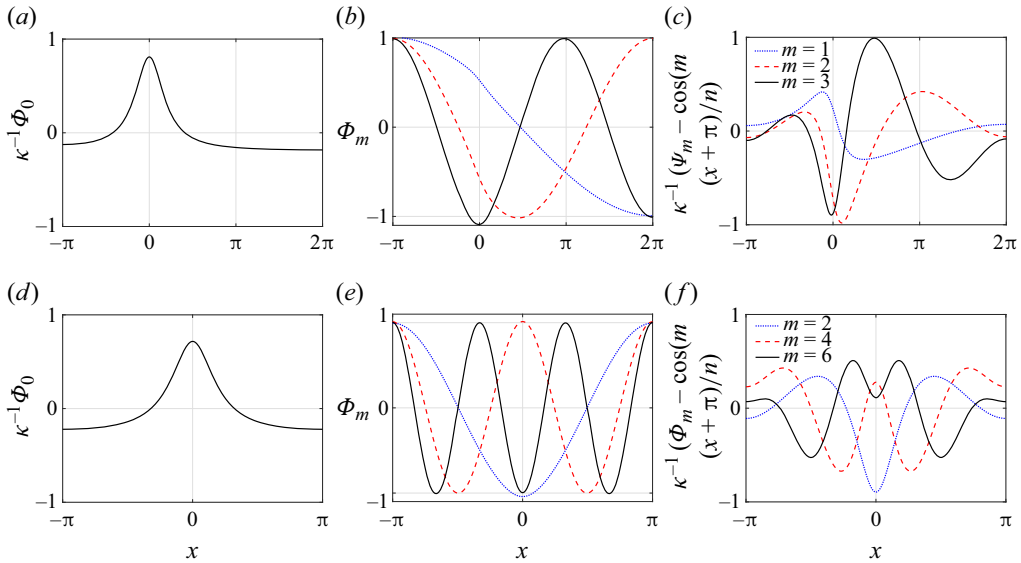 (a)
(b)
(c)
1
0
−1
κ⁻¹Φ₀
−π
0
π
2π
1
0
−1
Φₘ
−π
0
π
2π
1
0
−1
κ⁻¹ (Ψₘ − cos(m
(x + π)/n)
m = 1
m = 2
m = 3
−π
0
π
2π
(d)
(e)
(f)
1
0
−1
κ⁻¹Φ₀
−π
0
π
x
1
0
−1
Φₘ
−π
0
π
x
1
0
−1
κ⁻¹ (Φₘ − cos(m
(x + π)/n)
m = 2
m = 4
m = 6
−π
0
π
x